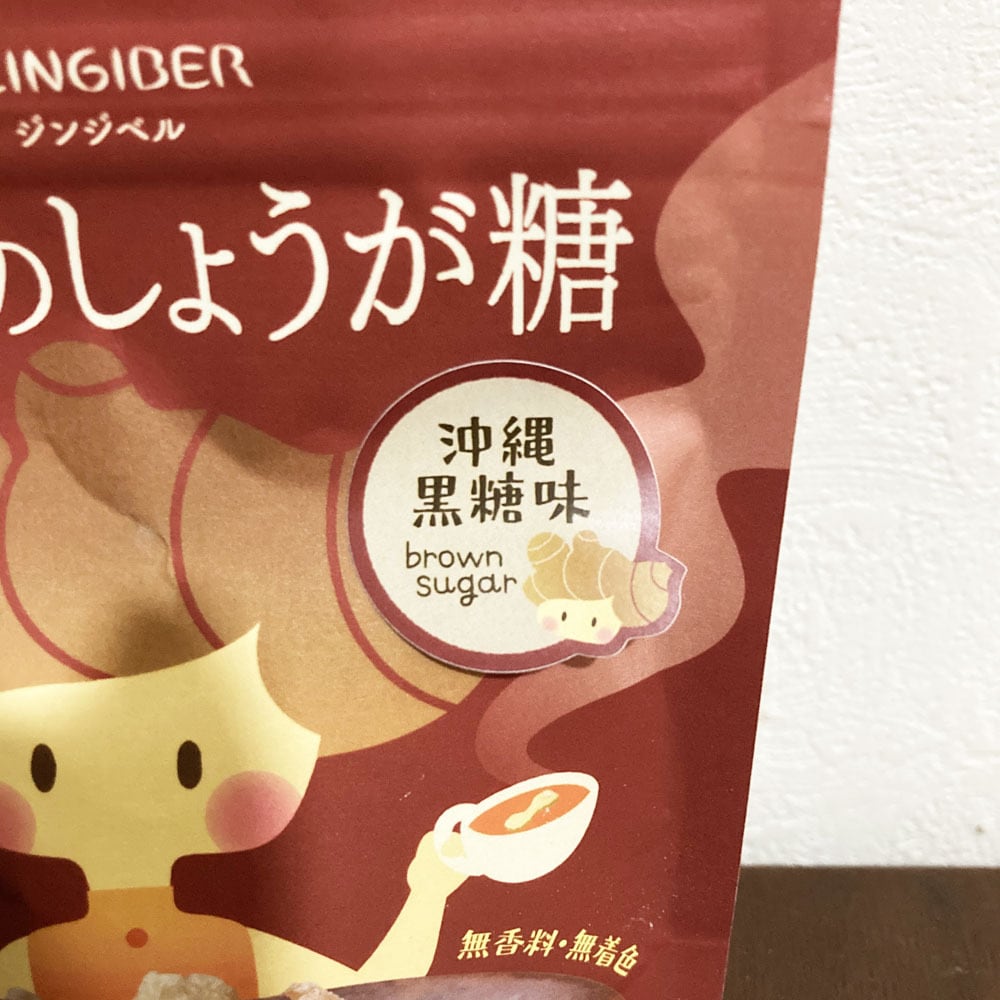 ZINGIBER
ジンジベル
のしょうが糖
沖縄
黒糖味
brown
sugar
無香料・無着色